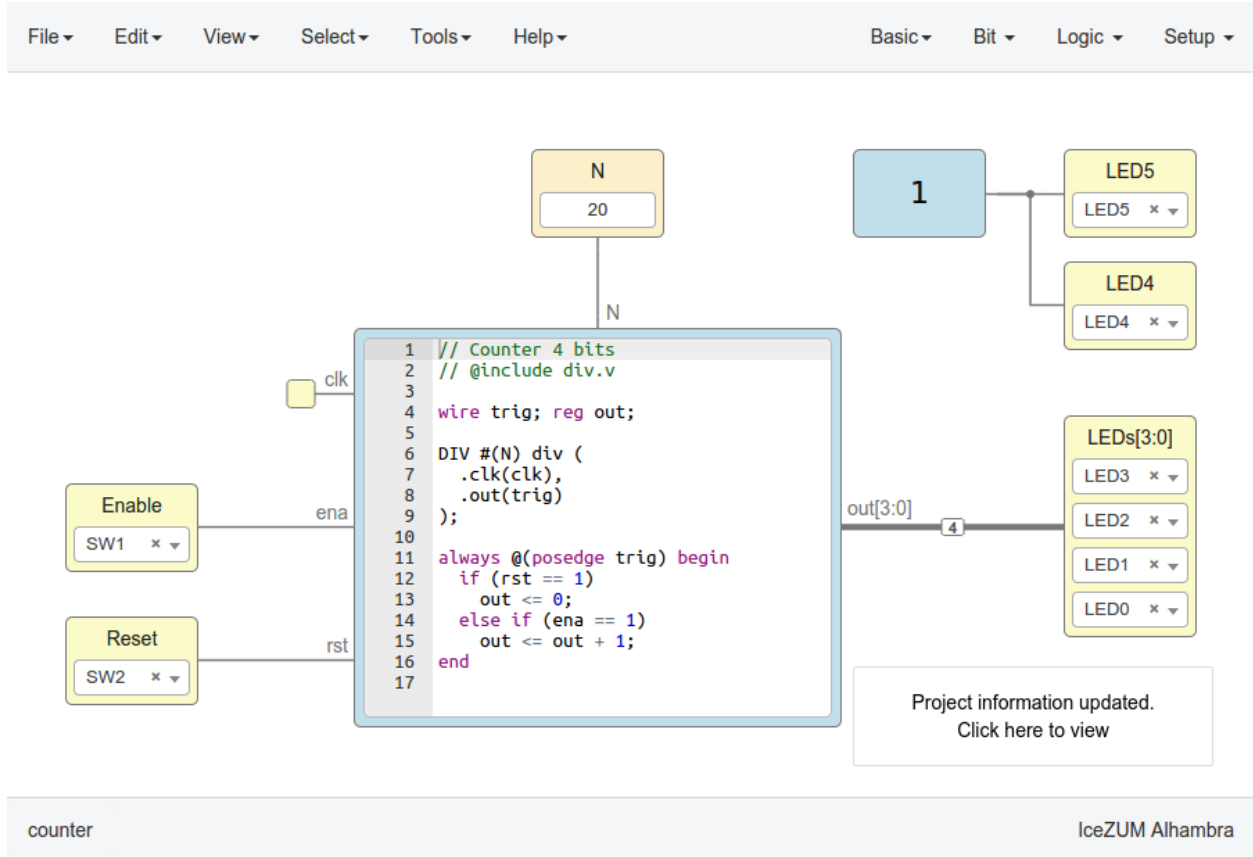 File Edit View Select Tools Help Basic Bit Logic Setup
N
20
1
LED5
LED5 ×
LED4
LED4 ×
N
clk
Enable
SW1 ×
ena
Reset
SW2 ×
rst
1 // Counter 4 bits
2 // @include div.v
3
4 wire trig; reg out;
5
6 DIV #(N) div (
7 .clk(clk),
8 .out(trig)
9 );
10
11 always @(posedge trig) begin
12 if (rst == 1)
13 out <= 0;
14 else if (ena == 1)
15 out <= out + 1;
16 end
17
out[3:0]
4
LEDs[3:0]
LED3 ×
LED2 ×
LED1 ×
LED0 ×
Project information updated.
Click here to view
counter
IceZUM Alhambra